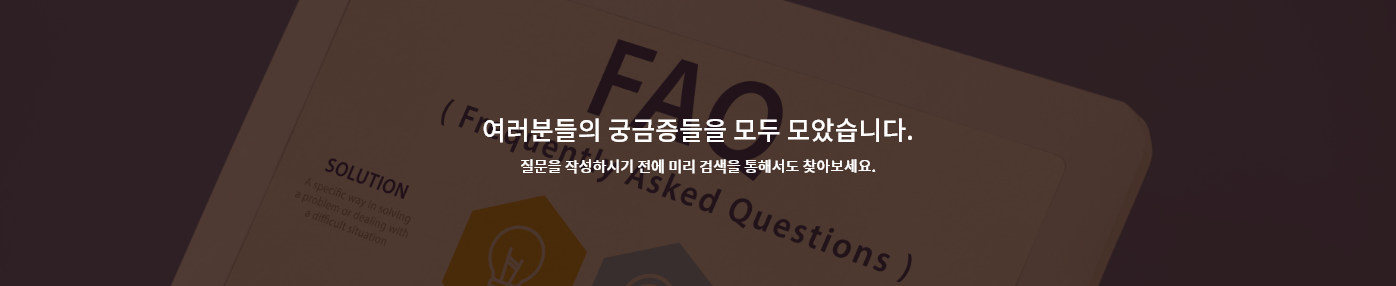 FAQ
( Frequently Asked Questions )
여러분들의 궁금증들을 모두 모았습니다.
질문을 작성하시기 전에 미리 검색을 통해서도 찾아보세요.
SOLUTION
A specific way in solving
a problem or dealing with
a difficult situation